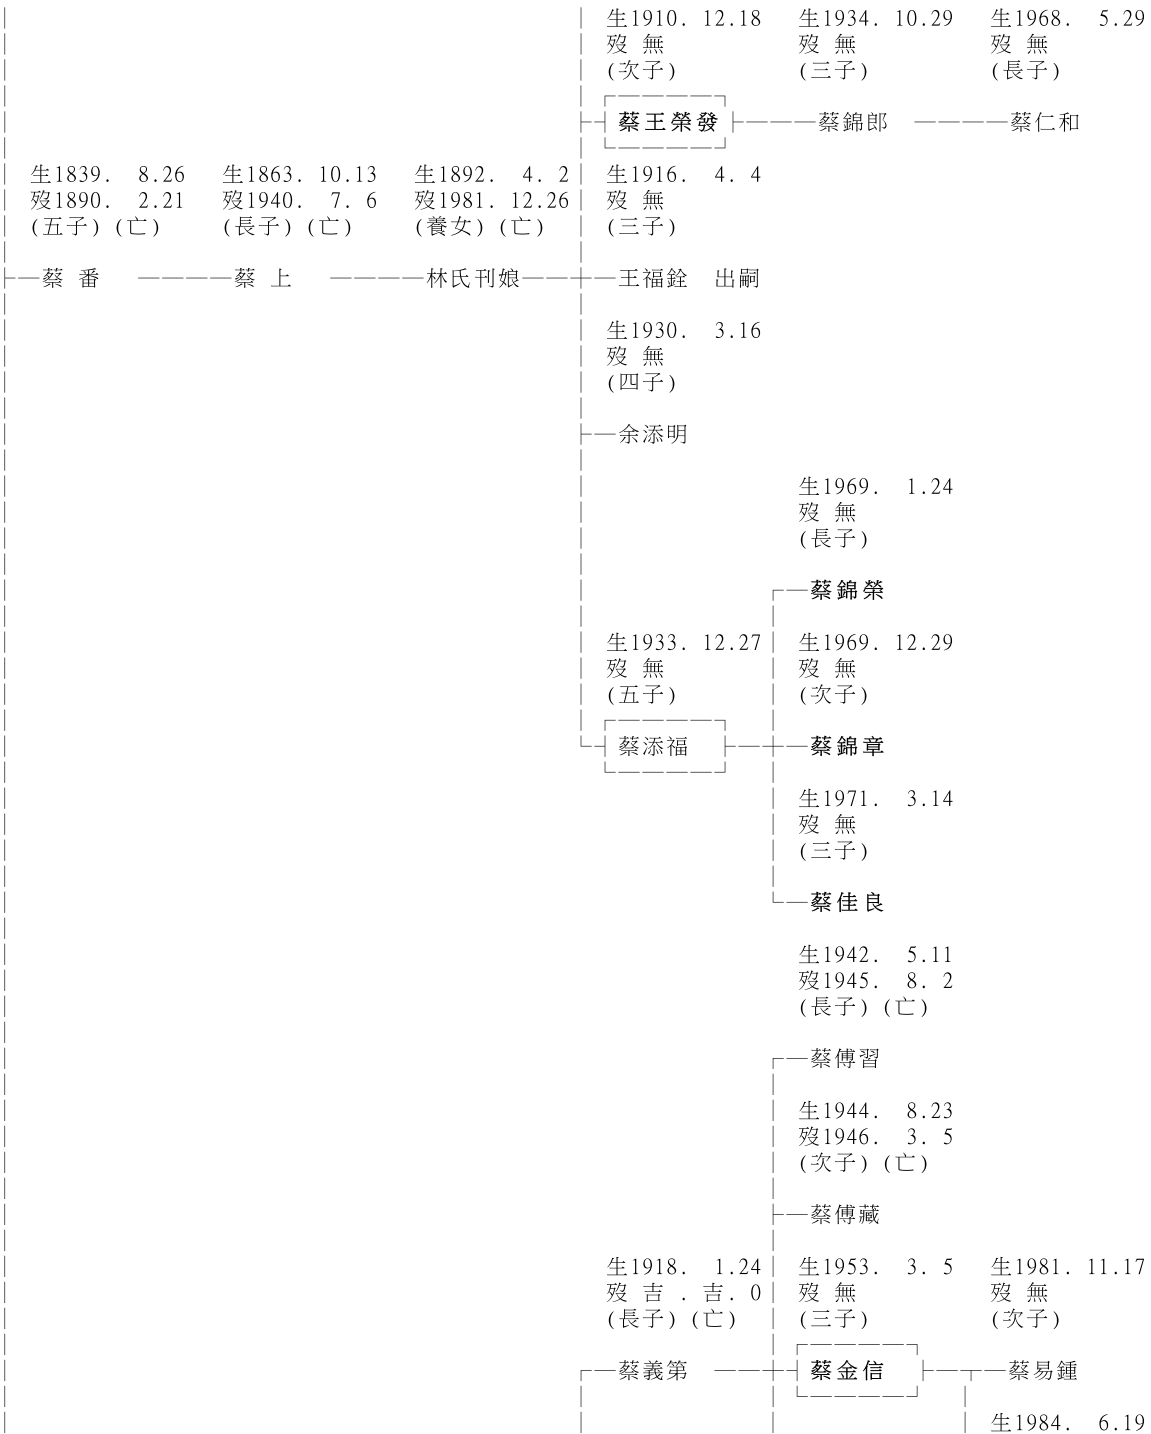 生1910. 12.18 生1934. 10.29 生1968. 5.29
歿 無 歿 無 歿 無
(次子) (三子) (長子)
蔡王榮發 蔡錦郎 蔡仁和
生1839. 8.26 生1863. 10.13 生1892. 4. 2 生1916. 4. 4
歿1890. 2.21 歿1940. 7. 6 歿1981. 12.26 歿 無
(五子) (亡) (長子) (亡) (養女) (亡) (三子)
蔡 番 蔡 上 林氏刊娘 王福銓 出嗣
生1930. 3.16
歿 無
(四子)
余添明
生1969. 1.24
歿 無
(長子)
蔡錦榮
生1933. 12.27 生1969. 12.29
歿 無 歿 無
(五子) (次子)
蔡添福 蔡錦章
生1971. 3.14
歿 無
(三子)
蔡佳良
生1942. 5.11
歿1945. 8. 2
(長子) (亡)
蔡傅習
生1944. 8.23
歿1946. 3. 5
(次子) (亡)
蔡傅藏
生1918. 1.24 生1953. 3. 5 生1981. 11.17
歿 吉 . 吉. 0 歿 無 歿 無
(長子) (亡) (三子) (次子)
蔡義第 蔡金信 蔡易鍾
生1984. 6.19